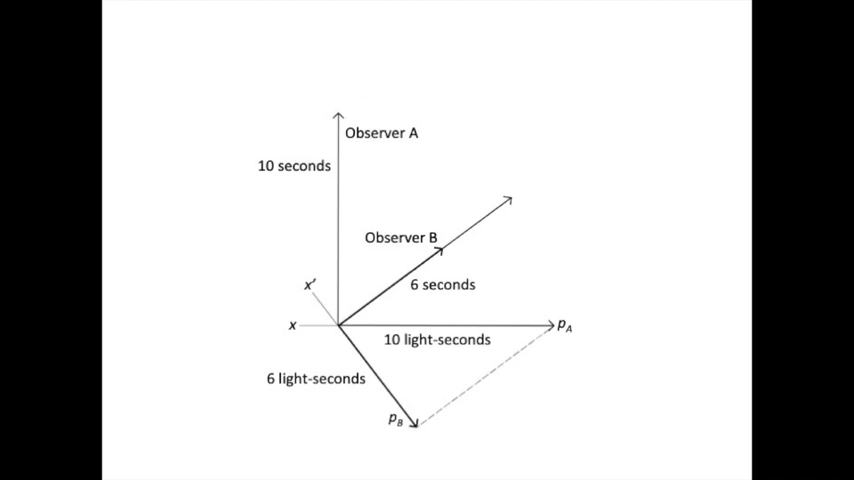 Observer A
10 seconds
Observer B
x′
6 seconds
x
p_A
10 light-seconds
6 light-seconds
p_B